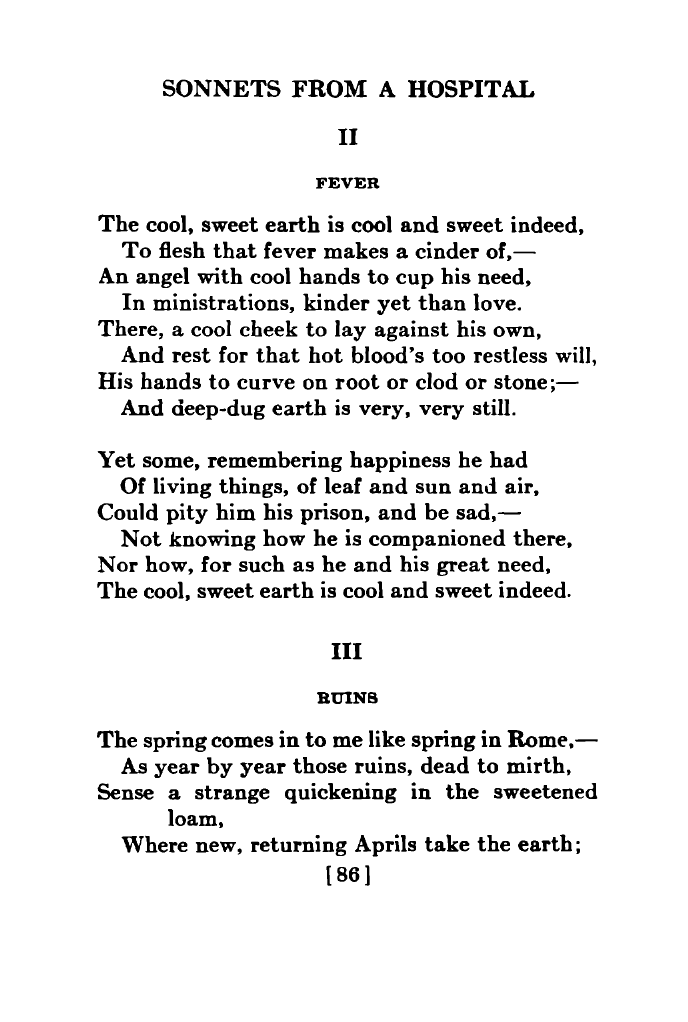 SONNETS FROM A HOSPITAL
II
FEVER
The cool, sweet earth is cool and sweet indeed,
To flesh that fever makes a cinder of,—
An angel with cool hands to cup his need,
In ministrations, kinder yet than love.
There, a cool cheek to lay against his own,
And rest for that hot blood's too restless will,
His hands to curve on root or clod or stone;—
And deep-dug earth is very, very still.
Yet some, remembering happiness he had
Of living things, of leaf and sun and air,
Could pity him his prison, and be sad,—
Not knowing how he is companioned there,
Nor how, for such as he and his great need,
The cool, sweet earth is cool and sweet indeed.
III
RUINS
The spring comes in to me like spring in Rome,—
As year by year those ruins, dead to mirth,
Sense a strange quickening in the sweetened
loam,
Where new, returning Aprils take the earth;
[86]